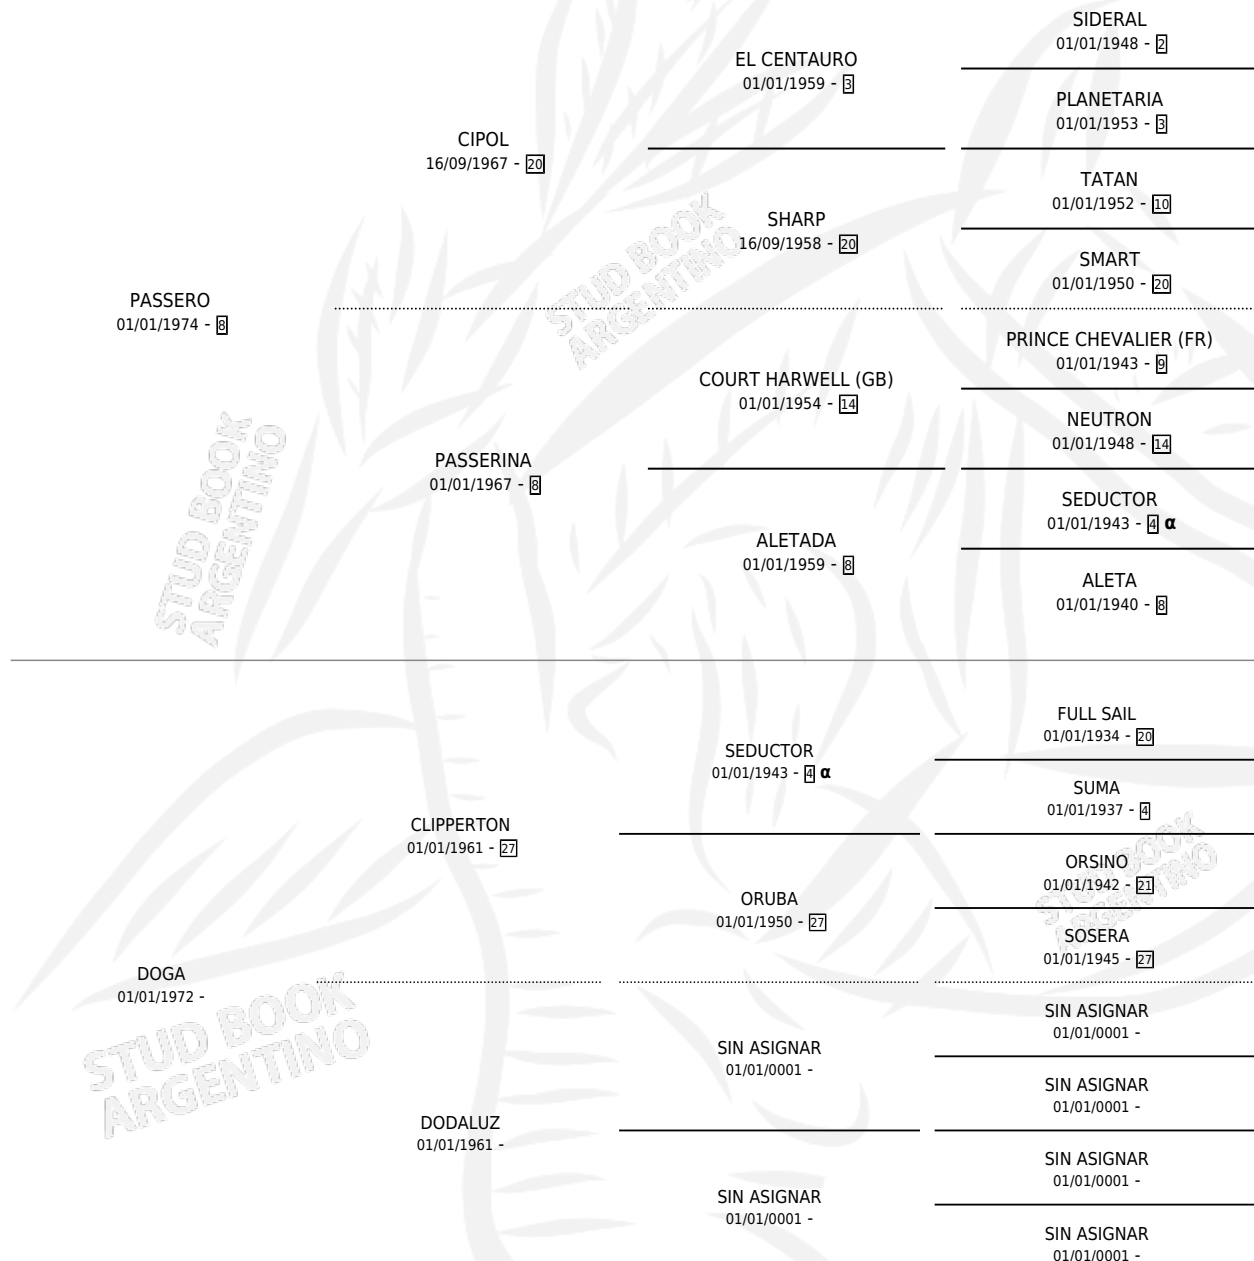 SIDERAL
01/01/1948 - 2
EL CENTAURO
01/01/1959 - 3
PLANETARIA
01/01/1953 - 3
CIPOL
16/09/1967 - 20
TATAN
01/01/1952 - 10
SHARP
16/09/1958 - 20
SMART
01/01/1950 - 20
PASSERO
01/01/1974 - 8
PRINCE CHEVALIER (FR)
01/01/1943 - 9
COURT HARWELL (GB)
01/01/1954 - 14
NEUTRON
01/01/1948 - 14
PASSERINA
01/01/1967 - 8
SEDUCTOR
01/01/1943 - 4 α
ALETADA
01/01/1959 - 8
ALETA
01/01/1940 - 8
STUD BOOK
ARGENTINO
STUD BOOK
ARGENTINO
FULL SAIL
01/01/1934 - 20
SEDUCTOR
01/01/1943 - 4 α
SUMA
01/01/1937 - 4
CLIPPERTON
01/01/1961 - 27
ORSINO
01/01/1942 - 21
ORUBA
01/01/1950 - 27
SOSERA
01/01/1945 - 27
DOGA
01/01/1972 -
SIN ASIGNAR
01/01/0001 -
SIN ASIGNAR
01/01/0001 -
SIN ASIGNAR
01/01/0001 -
DODALUZ
01/01/1961 -
SIN ASIGNAR
01/01/0001 -
SIN ASIGNAR
01/01/0001 -
SIN ASIGNAR
01/01/0001 -
STUD BOOK
ARGENTINO
STUD BOOK
ARGENTINO